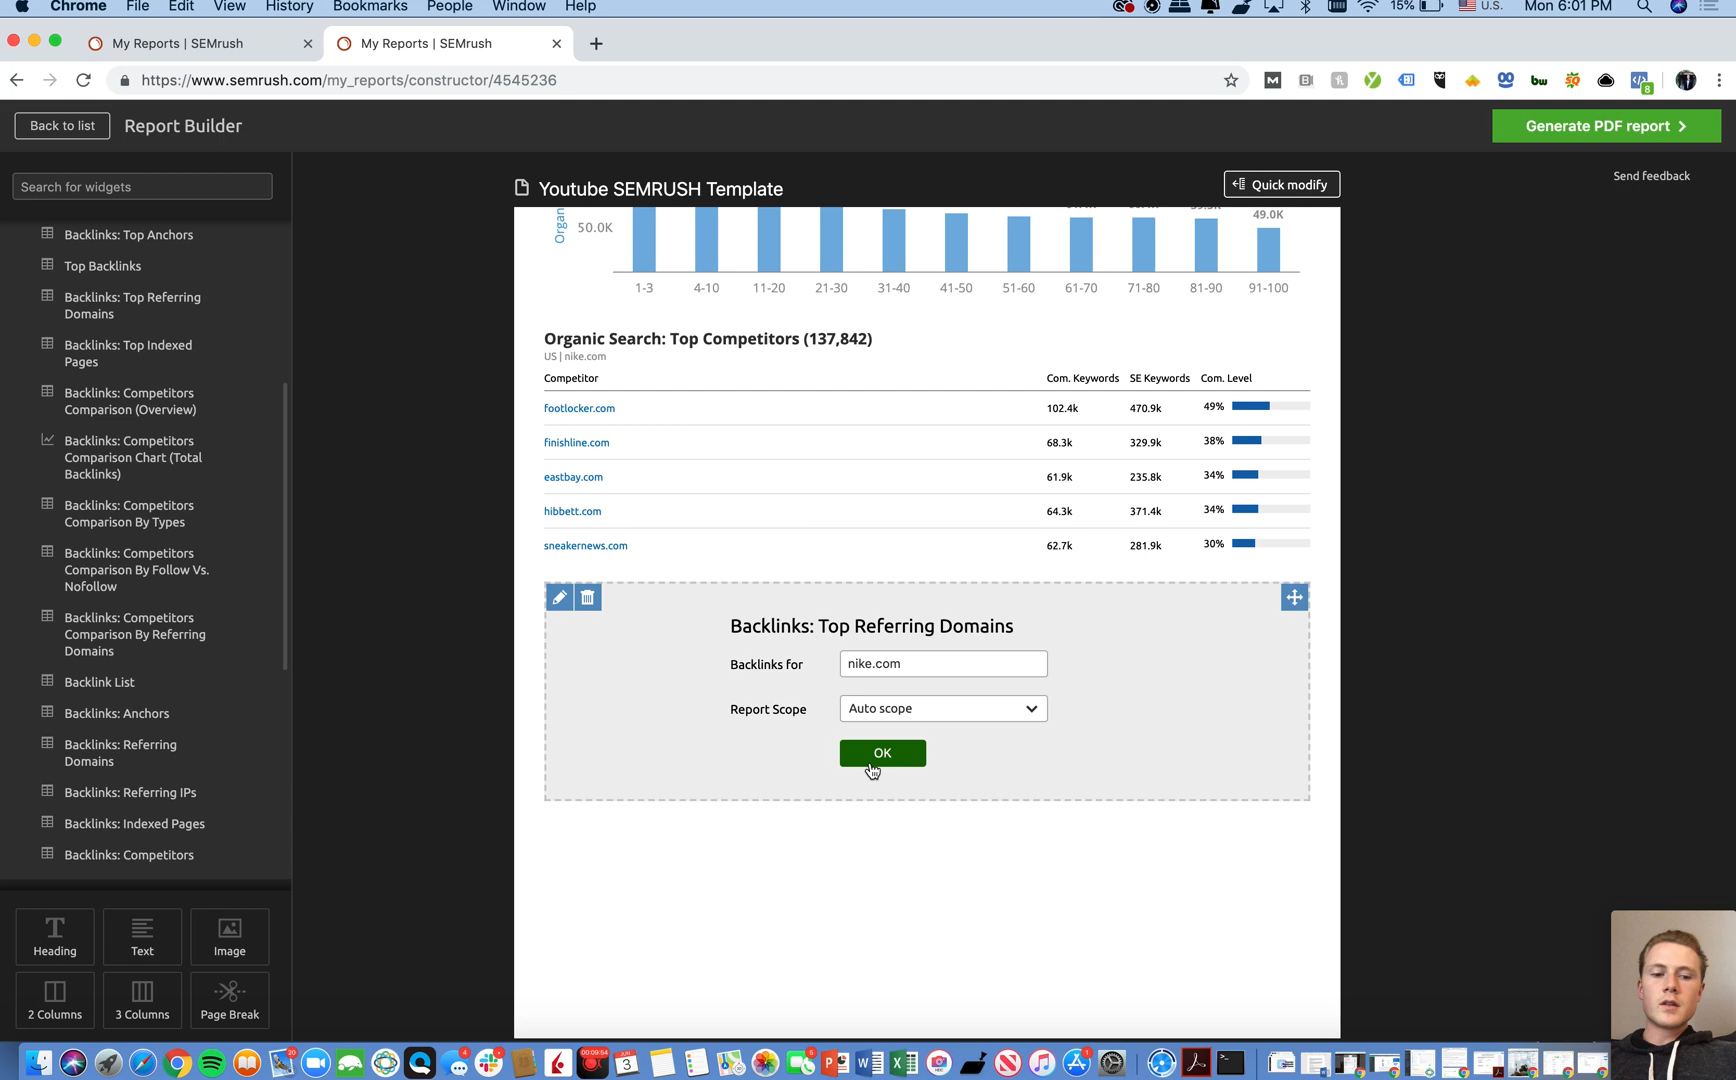 Chrome File Edit View History Bookmarks People Window Help 15% U.S. Mon 6:01 PM
My Reports | SEMrush My Reports | SEMrush
https://www.semrush.com/my_reports/constructor/4545236
Back to list Report Builder Generate PDF report
Search for widgets
Send feedback
Youtube SEMRUSH Template Quick modify
Backlinks: Top Anchors
Top Backlinks
Backlinks: Top Referring
Domains
Backlinks: Top Indexed
Pages
Backlinks: Competitors
Comparison (Overview)
Backlinks: Competitors
Comparison Chart (Total
Backlinks)
Backlinks: Competitors
Comparison By Types
Backlinks: Competitors
Comparison By Follow Vs.
Nofollow
Backlinks: Competitors
Comparison By Referring
Domains
Backlink List
Backlinks: Anchors
Backlinks: Referring
Domains
Backlinks: Referring IPs
Backlinks: Indexed Pages
Backlinks: Competitors
Heading Text Image
2 Columns 3 Columns Page Break
Organ
50.0K
49.0K
1-3 4-10 11-20 21-30 31-40 41-50 51-60 61-70 71-80 81-90 91-100
Organic Search: Top Competitors (137,842)
US | nike.com
Competitor Com. Keywords SE Keywords Com. Level
footlocker.com 102.4k 470.9k 49%
finishline.com 68.3k 329.9k 38%
eastbay.com 61.9k 235.8k 34%
hibbett.com 64.3k 371.4k 34%
sneakernews.com 62.7k 281.9k 30%
Backlinks: Top Referring Domains
Backlinks for nike.com
Report Scope Auto scope
OK